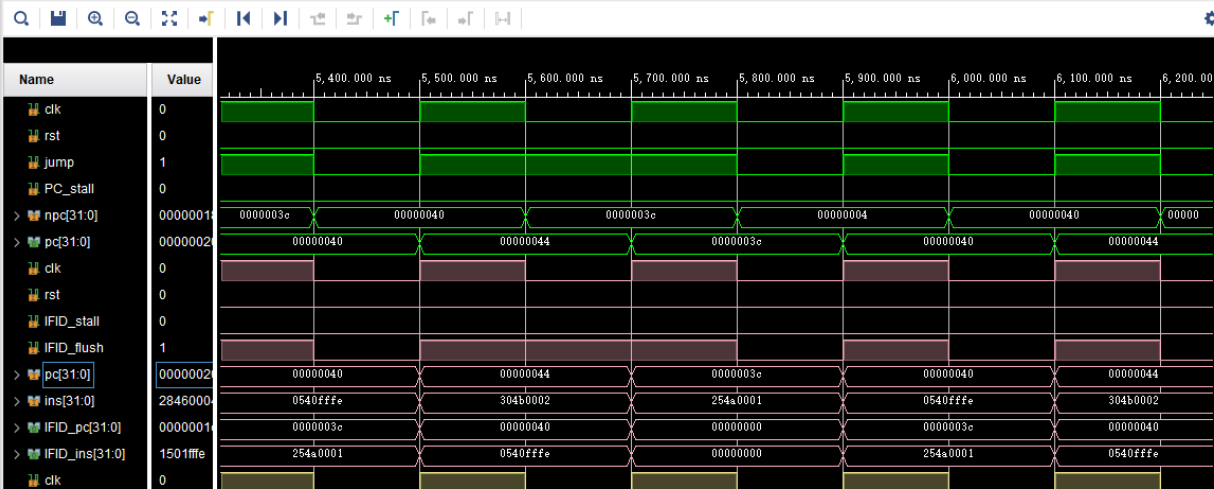 Name Value 5,400.000 ns 5,500.000 ns 5,600.000 ns 5,700.000 ns 5,800.000 ns 5,900.000 ns 6,000.000 ns 6,100.000 ns 6,200.00
clk 0
rst 0
jump 1
PC_stall 0
npc[31:0] 00000018 0000003c 00000040 0000003c 00000004 00000040 00000
pc[31:0] 00000020 00000040 00000044 0000003c 00000040 00000044
clk 0
rst 0
IFID_stall 0
IFID_flush 1
pc[31:0] 00000020 00000040 00000044 0000003c 00000040 00000044
ins[31:0] 28460004 0540fffe 304b0002 254a0001 0540fffe 304b0002
IFID_pc[31:0] 0000003c 00000040 00000000 0000003c 00000040
IFID_ins[31:0] 1501fffe 254a0001 0540fffe 00000000 254a0001 0540fffe
clk 0